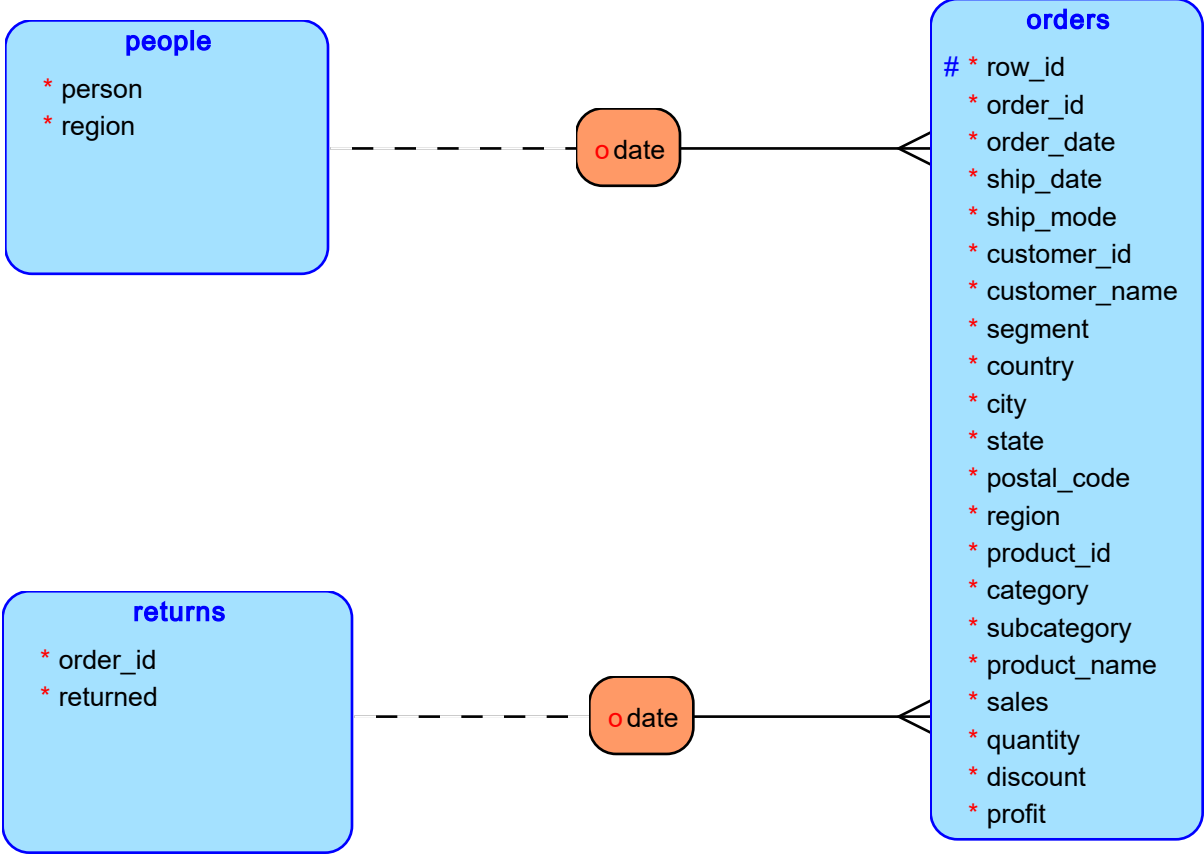 people
* person
* region
o date
orders
# * row_id
* order_id
* order_date
* ship_date
* ship_mode
* customer_id
* customer_name
* segment
* country
* city
* state
* postal_code
* region
* product_id
* category
* subcategory
* product_name
* sales
* quantity
* discount
* profit
returns
* order_id
* returned
o date